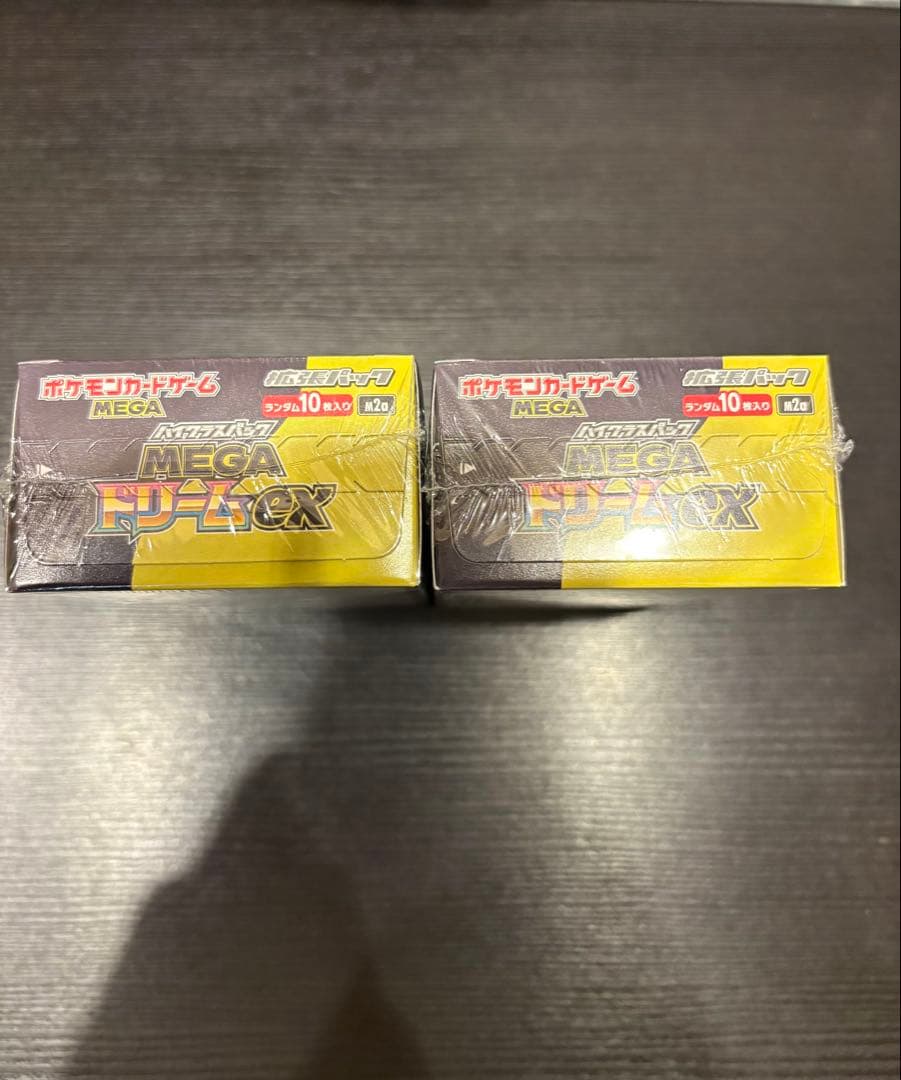 ポケモンカードゲーム
MEGA
拡張パック
ランダム10枚入り
M2a
ハイクラスパック
MEGA
ドリームex
ポケモンカードゲーム
MEGA
拡張パック
ランダム10枚入り
M2a
ハイクラスパック
MEGA
ドリームex